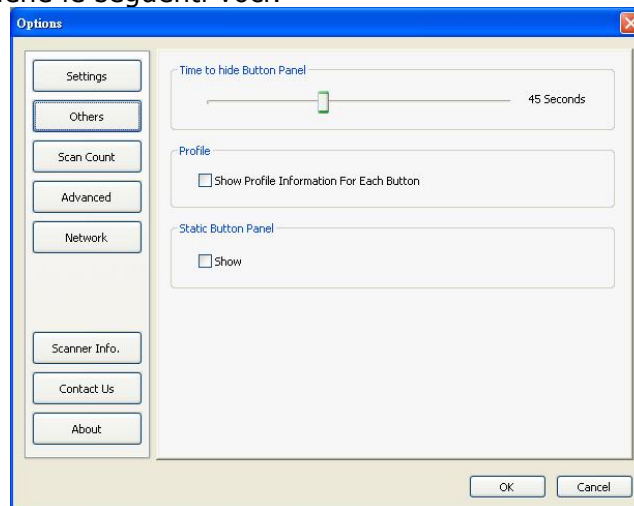 Options
Settings
Others
Scan Count
Advanced
Network
Scanner Info.
Contact Us
About
Time to hide Button Panel
45 Seconds
Profile
Show Profile Information For Each Button
Static Button Panel
Show
OK
Cancel